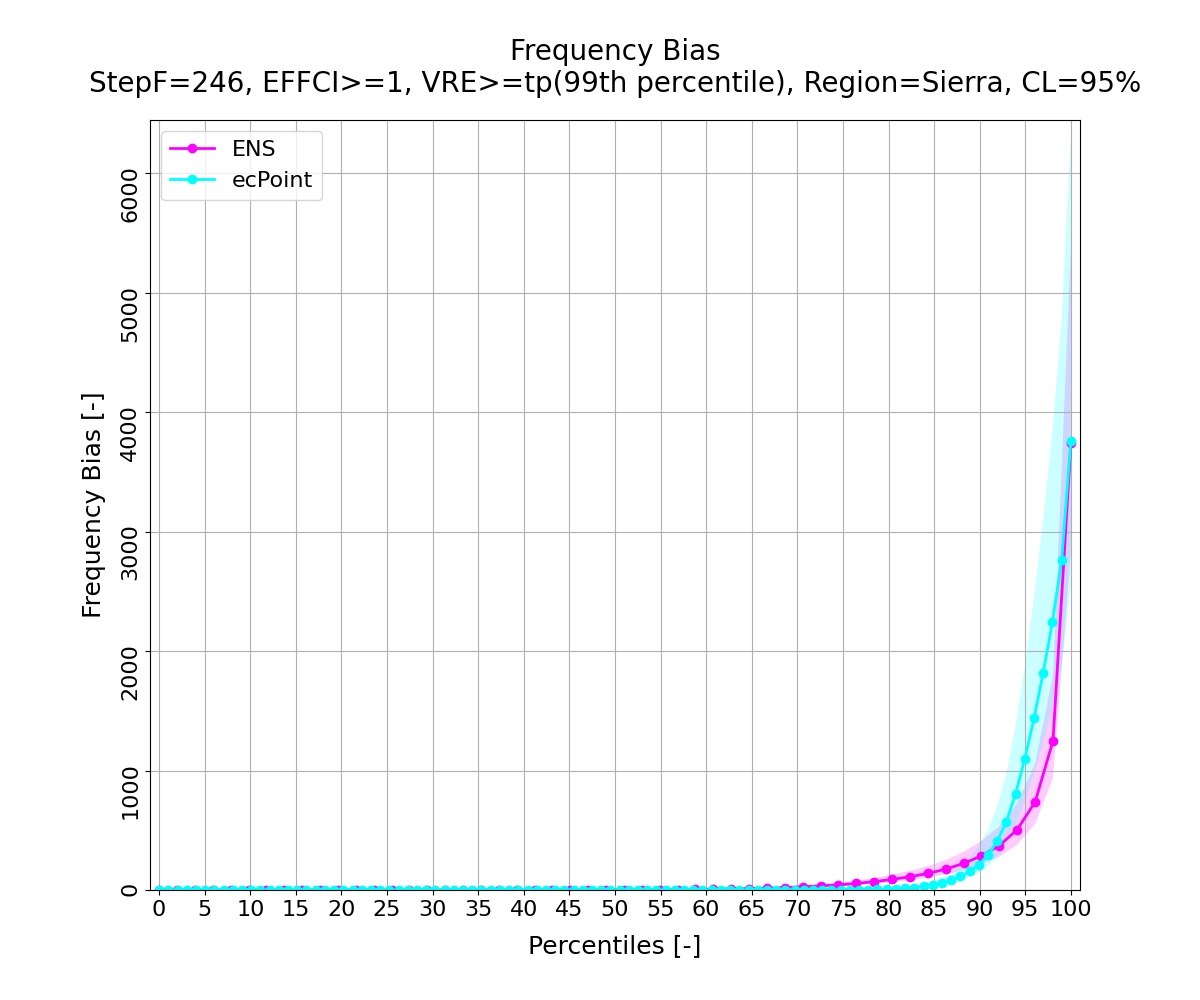 Frequency Bias
StepF=246, EFFCI>=1, VRE>=tp(99th percentile), Region=Sierra, CL=95%
ENS
ecPoint
6000
5000
4000
3000
2000
1000
0
Frequency Bias [-]
0 5 10 15 20 25 30 35 40 45 50 55 60 65 70 75 80 85 90 95 100
Percentiles [-]